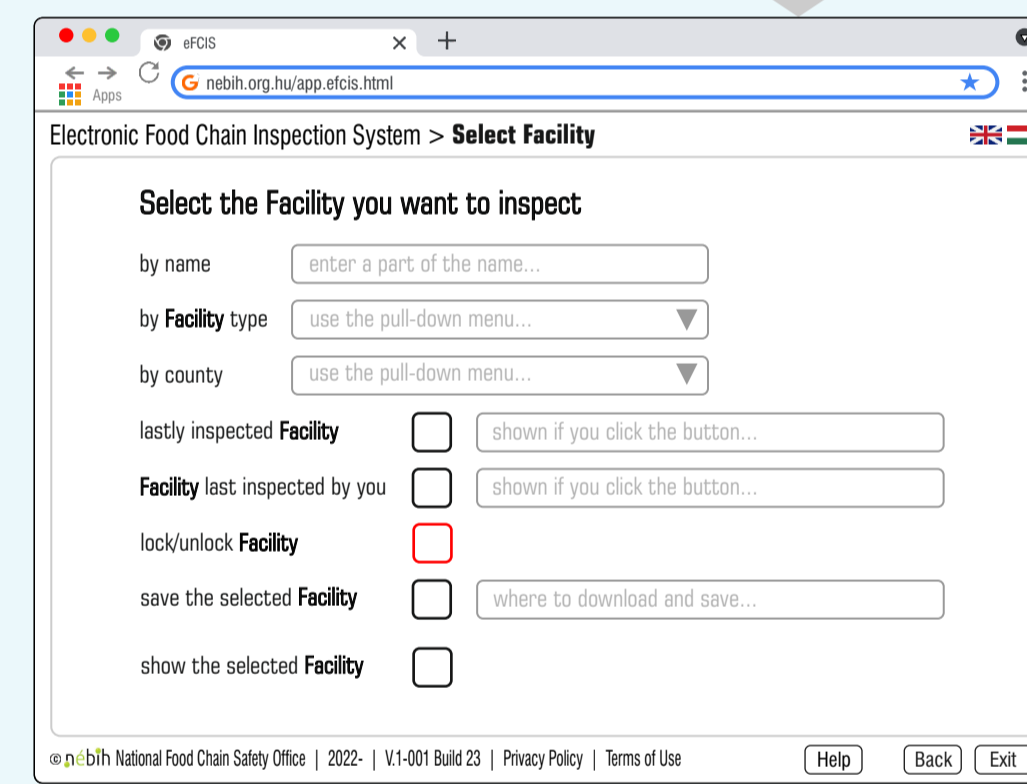 eFCIS
nebih.org.hu/app.efcis.html
Apps
Electronic Food Chain Inspection System > Select Facility
Select the Facility you want to inspect
by name enter a part of the name...
by Facility type use the pull-down menu...
by county use the pull-down menu...
lastly inspected Facility shown if you click the button...
Facility last inspected by you shown if you click the button...
lock/unlock Facility
save the selected Facility where to download and save...
show the selected Facility
© nébih National Food Chain Safety Office | 2022- | V.1-001 Build 23 | Privacy Policy | Terms of Use Help Back Exit